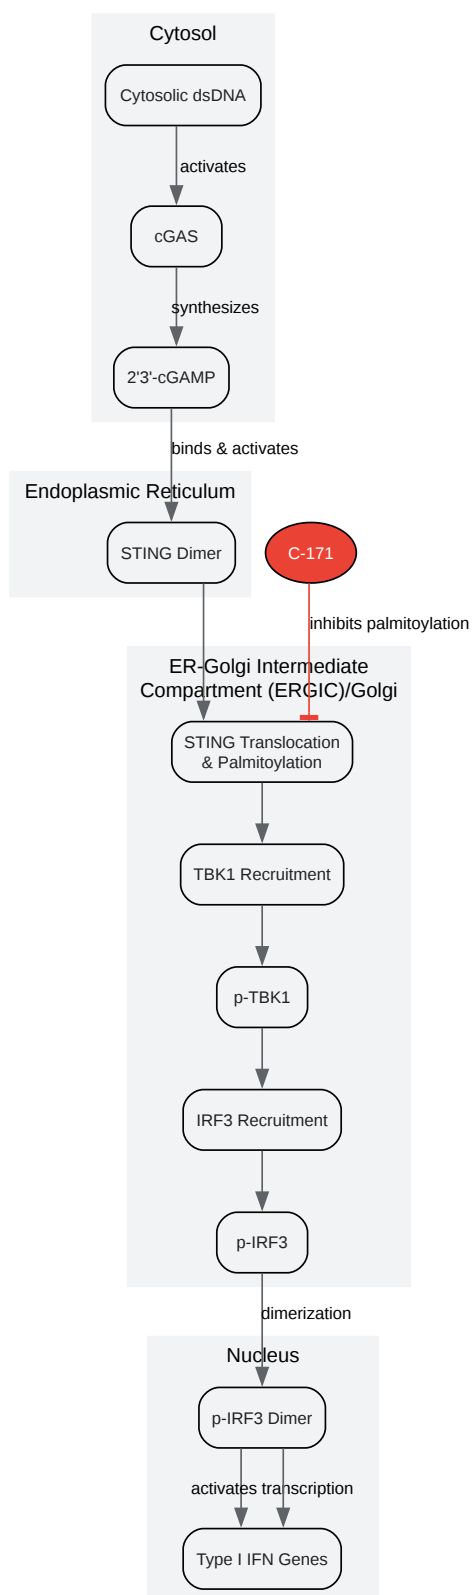 Cytosol
Cytosolic dsDNA
activates
cGAS
synthesizes
2'3'-cGAMP
binds & activates
Endoplasmic Reticulum
STING Dimer
C-171
inhibits palmitoylation
ER-Golgi Intermediate
Compartment (ERGIC)/Golgi
STING Translocation
& Palmitoylation
TBK1 Recruitment
p-TBK1
IRF3 Recruitment
p-IRF3
dimerization
Nucleus
p-IRF3 Dimer
activates transcription
Type I IFN Genes